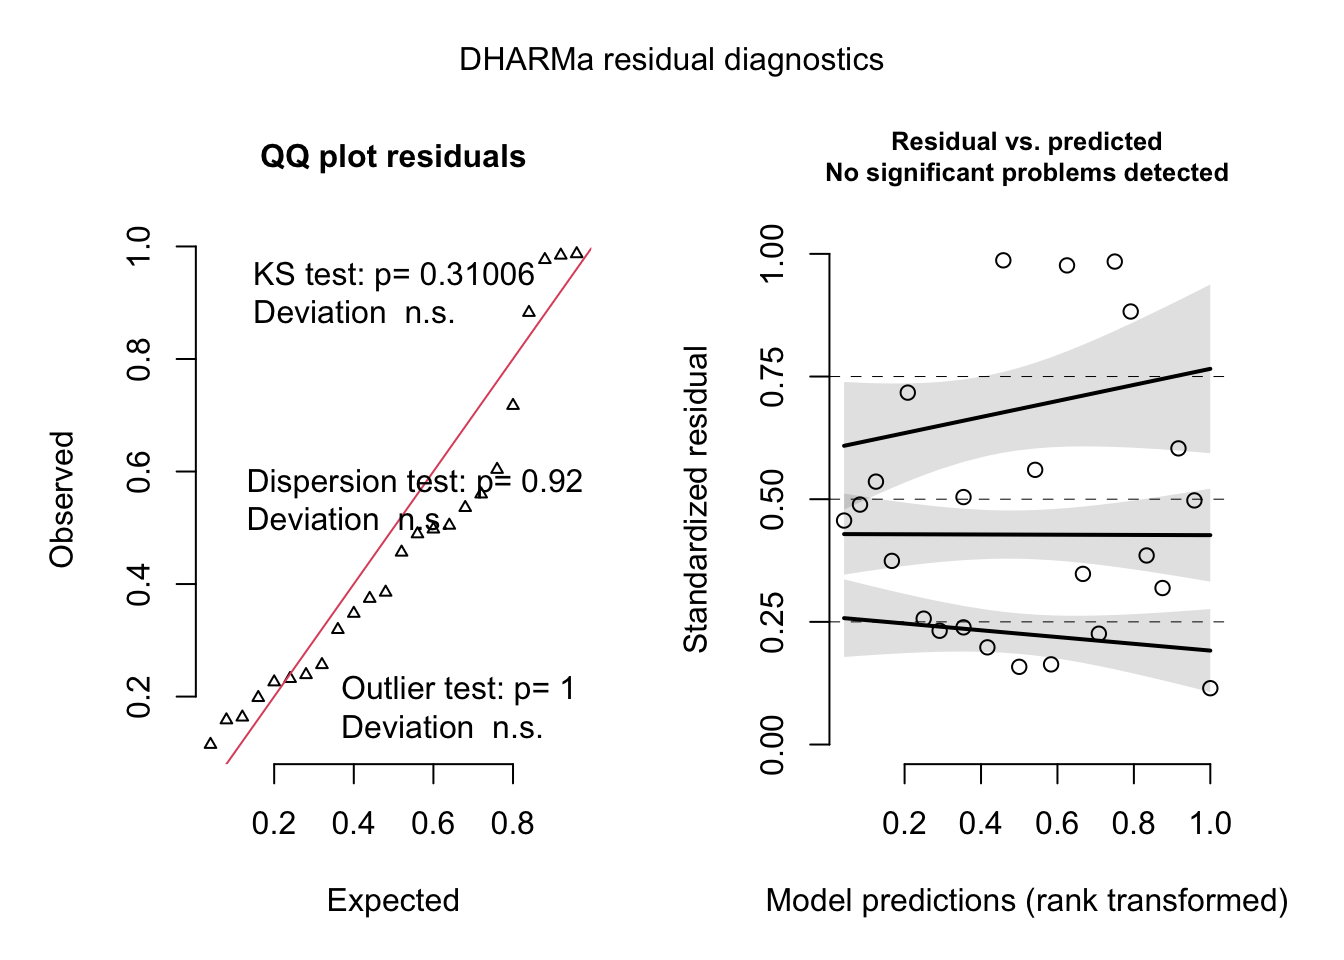 DHARMa residual diagnostics
QQ plot residuals
KS test: p= 0.31006
Deviation  n.s.
Dispersion test: p= 0.92
Deviation  n.s.
Outlier test: p= 1
Deviation  n.s.
Observed
1.0
0.8
0.6
0.4
0.2
0.2 0.4 0.6 0.8
Expected
Residual vs. predicted
No significant problems detected
Standardized residual
1.00
0.75
0.50
0.25
0.00
0.2 0.4 0.6 0.8 1.0
Model predictions (rank transformed)